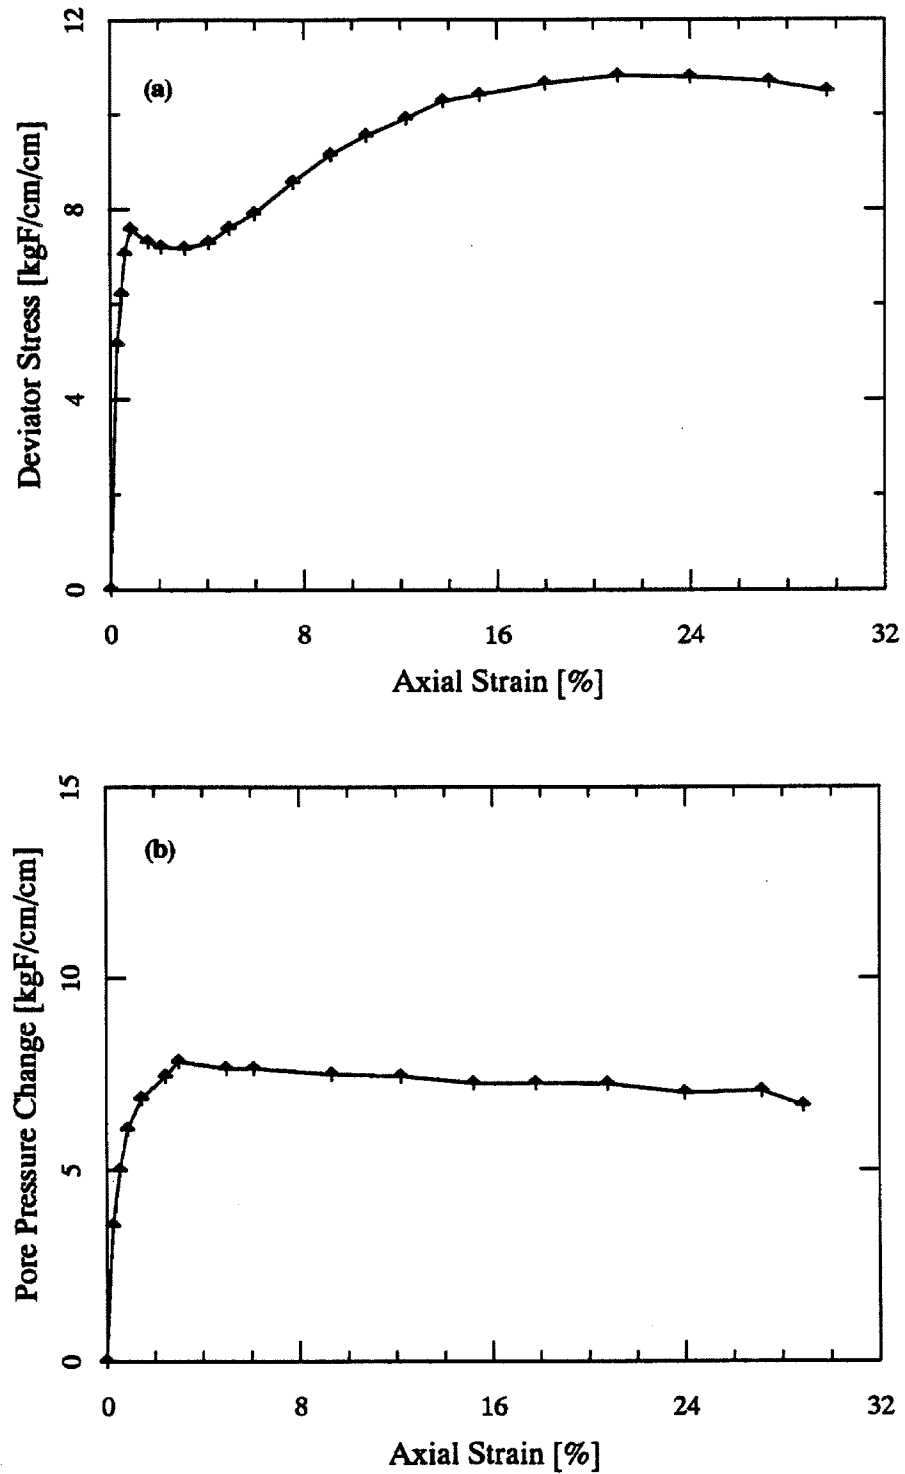 12
(a)
8
4
0
Deviator Stress [kgF/cm/cm]
0 8 16 24 32
Axial Strain [%]
15
(b)
10
5
0
Pore Pressure Change [kgF/cm/cm]
0 8 16 24 32
Axial Strain [%]